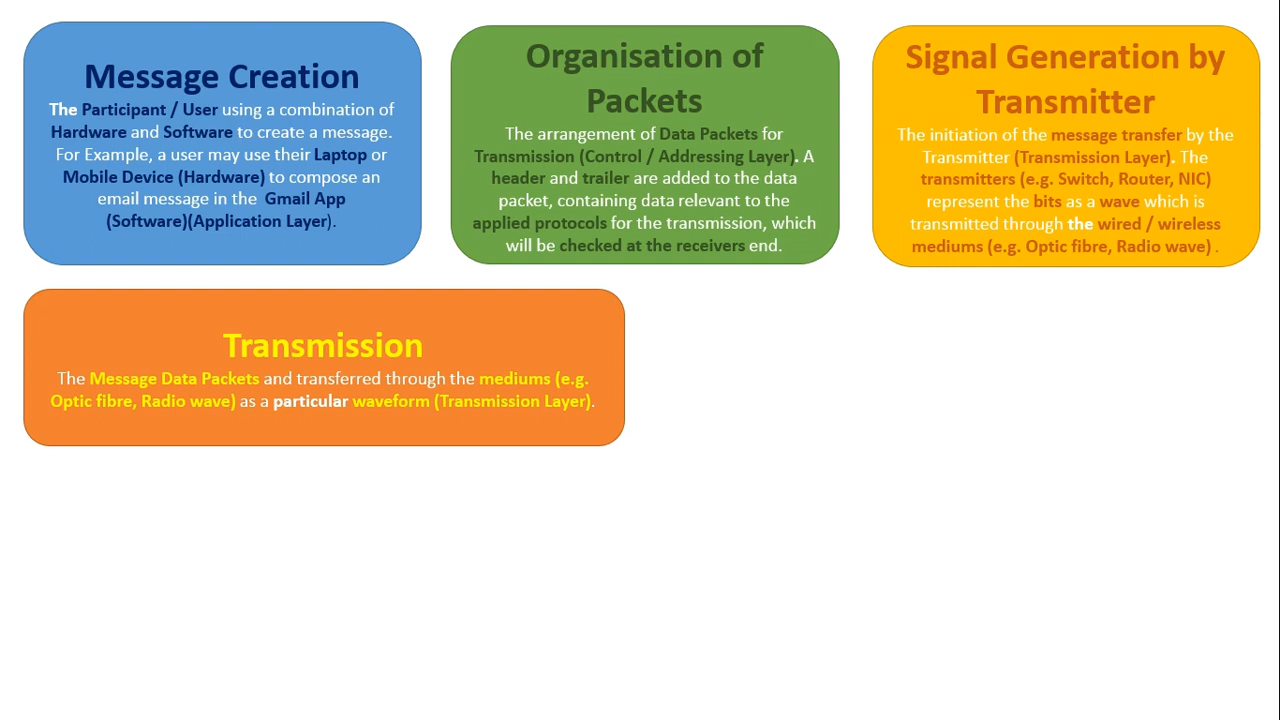 Message Creation
The Participant / User using a combination of
Hardware and Software to create a message.
For Example, a user may use their Laptop or
Mobile Device (Hardware) to compose an
email message in the Gmail App
(Software)(Application Layer).
Organisation of
Packets
The arrangement of Data Packets for
Transmission (Control / Addressing Layer). A
header and trailer are added to the data
packet, containing data relevant to the
applied protocols for the transmission, which
will be checked at the receivers end.
Signal Generation by
Transmitter
The initiation of the message transfer by the
Transmitter (Transmission Layer). The
transmitters (e.g. Switch, Router, NIC)
represent the bits as a wave which is
transmitted through the wired / wireless
mediums (e.g. Optic fibre, Radio wave) .
Transmission
The Message Data Packets and transferred through the mediums (e.g.
Optic fibre, Radio wave) as a particular waveform (Transmission Layer).